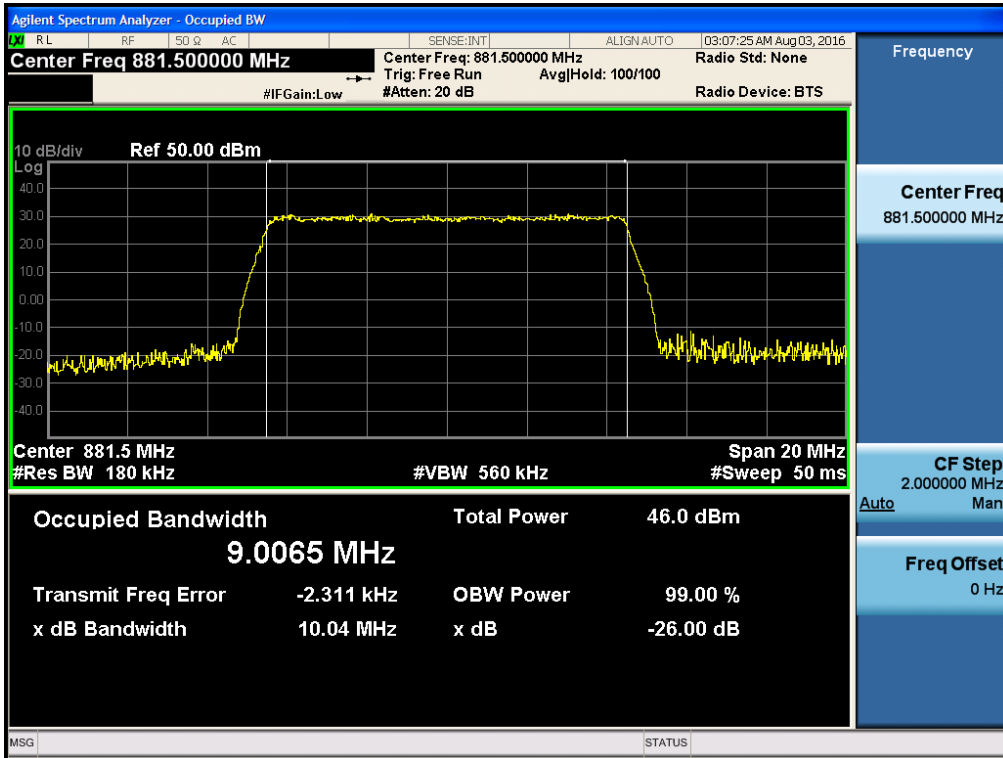 Agilent Spectrum Analyzer - Occupied BW
LXI RL RF 50 Ω AC SENSE:INT ALIGN AUTO 03:07:25 AM Aug 03, 2016
Center Freq 881.500000 MHz
Center Freq: 881.500000 MHz Radio Std: None
Trig: Free Run Avg|Hold: 100/100
#IFGain:Low #Atten: 20 dB Radio Device: BTS
10 dB/div Ref 50.00 dBm
Log
40.0
30.0
20.0
10.0
0.00
-10.0
-20.0
-30.0
-40.0
Center 881.5 MHz Span 20 MHz
#Res BW 180 kHz #VBW 560 kHz #Sweep 50 ms
Occupied Bandwidth Total Power 46.0 dBm
9.0065 MHz
Transmit Freq Error -2.311 kHz OBW Power 99.00 %
x dB Bandwidth 10.04 MHz x dB -26.00 dB
Frequency
Center Freq
881.500000 MHz
CF Step
2.000000 MHz
Auto Man
Freq Offset
0 Hz
MSG STATUS